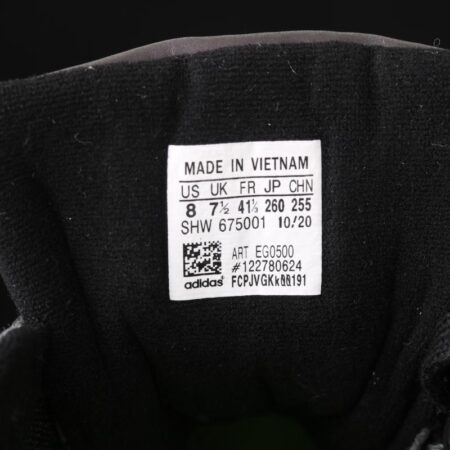 MADE IN VIETNAM
US UK FR JP CHN
8 7½ 41⅓ 260 255
SHW 675001 10/20
ART EG0500
#122780624
adidas